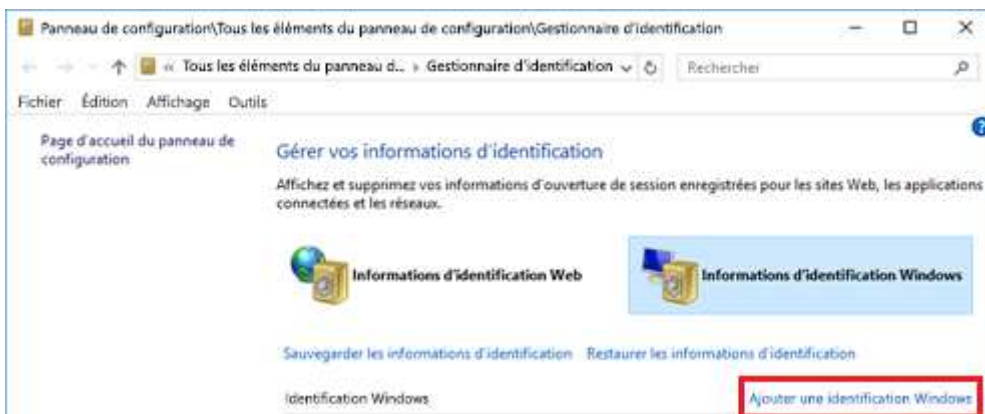 Panneau de configuration\Tous les éléments du panneau de configuration\Gestionnaire d'identification
« Tous les éléments du panneau d... › Gestionnaire d'identification
Rechercher
Fichier Édition Affichage Outils
Page d'accueil du panneau de
configuration
Gérer vos informations d'identification
Affichez et supprimez vos informations d'ouverture de session enregistrées pour les sites Web, les applications
connectées et les réseaux.
Informations d'identification Web
Informations d'identification Windows
Sauvegarder les informations d'identification Restaurer les informations d'identification
Identification Windows
Ajouter une identification Windows